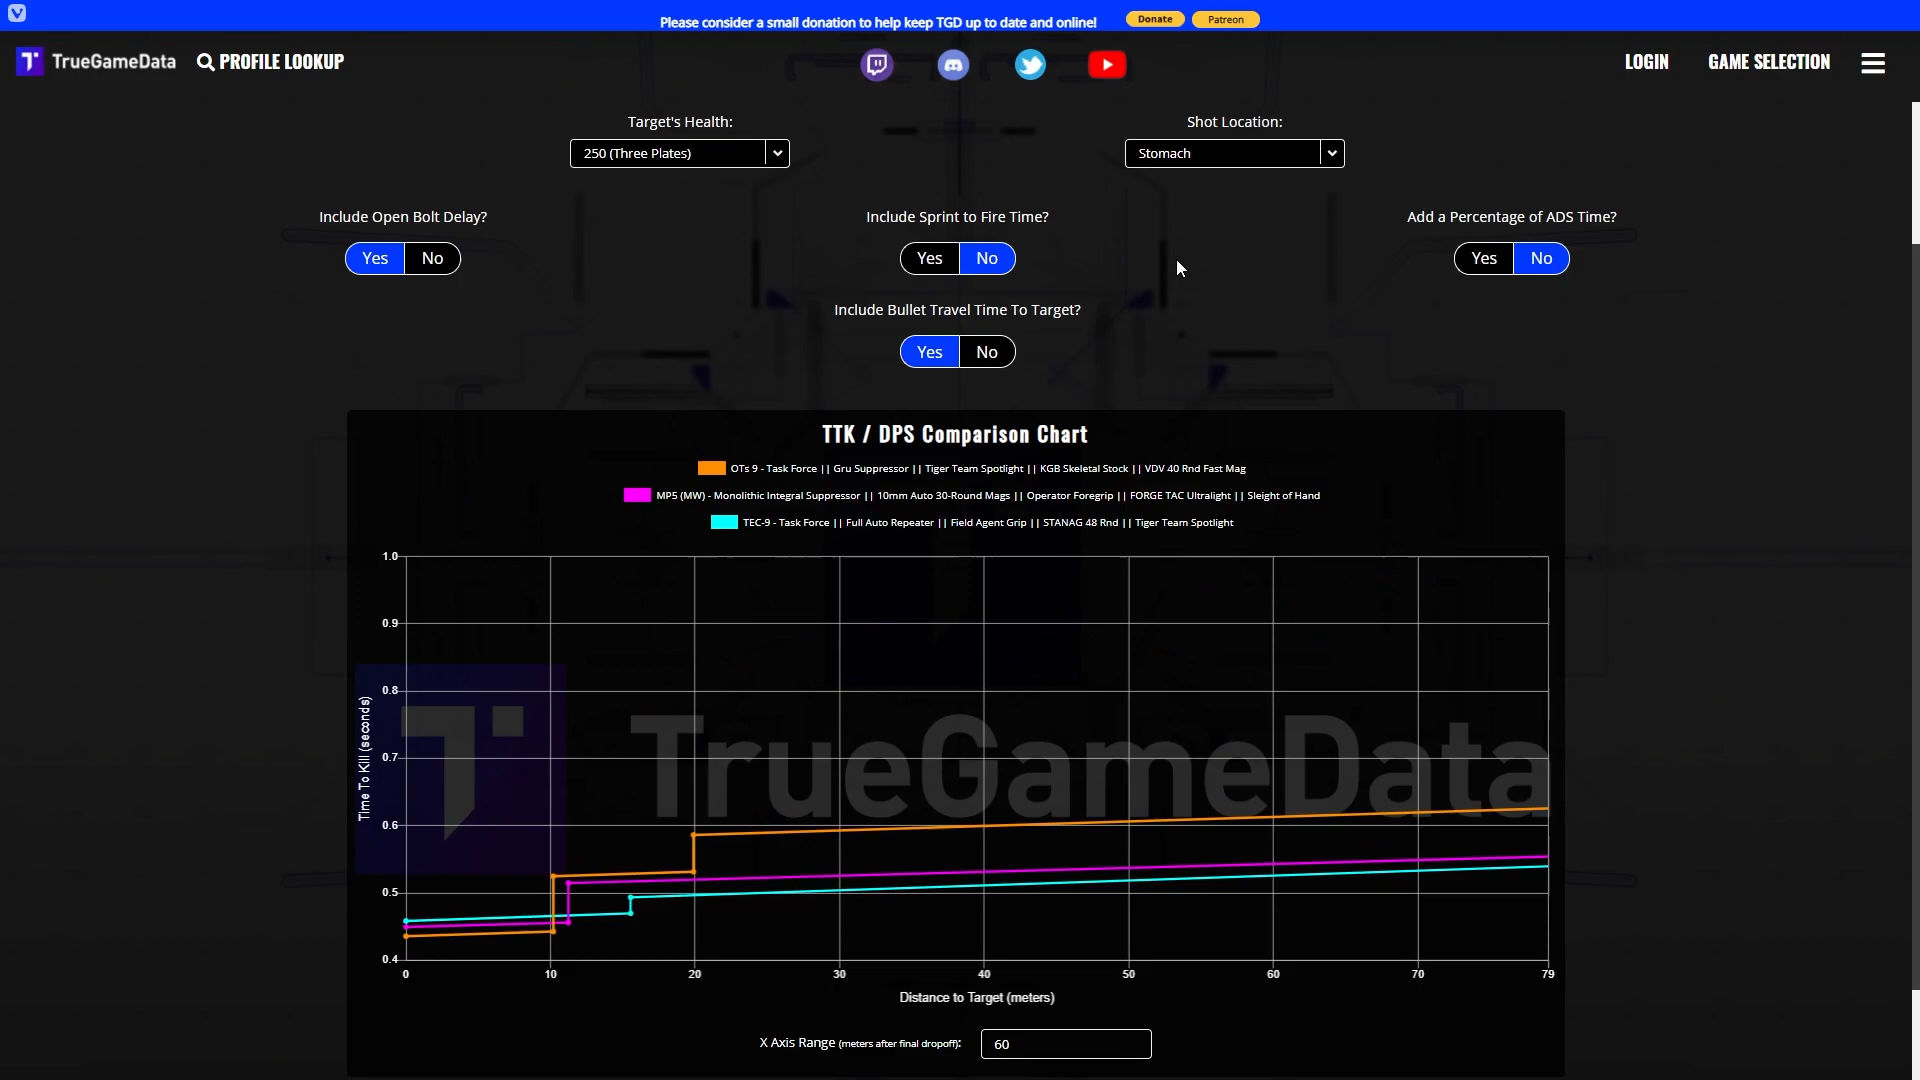 Please consider a small donation to help keep TGD up to date and online!
Donate
Patreon
TrueGameData
PROFILE LOOKUP
LOGIN
GAME SELECTION
Target's Health:
Shot Location:
250 (Three Plates)
Stomach
Include Open Bolt Delay?
Include Sprint to Fire Time?
Add a Percentage of ADS Time?
Yes No
Yes No
Yes No
Include Bullet Travel Time To Target?
Yes No
TTK / DPS Comparison Chart
OTs 9 - Task Force || Gru Suppressor || Tiger Team Spotlight || KGB Skeletal Stock || VDV 40 Rnd Fast Mag
MP5 (MW) - Monolithic Integral Suppressor || 10mm Auto 30-Round Mags || Operator Foregrip || FORGE TAC Ultralight || Sleight of Hand
TEC-9 - Task Force || Full Auto Repeater || Field Agent Grip || STANAG 48 Rnd || Tiger Team Spotlight
1.0
0.9
0.8
0.7
0.6
0.5
0.4
Time To Kill (seconds)
TrueGameData
0 10 20 30 40 50 60 70 79
Distance to Target (meters)
X Axis Range (meters after final dropoff):
60